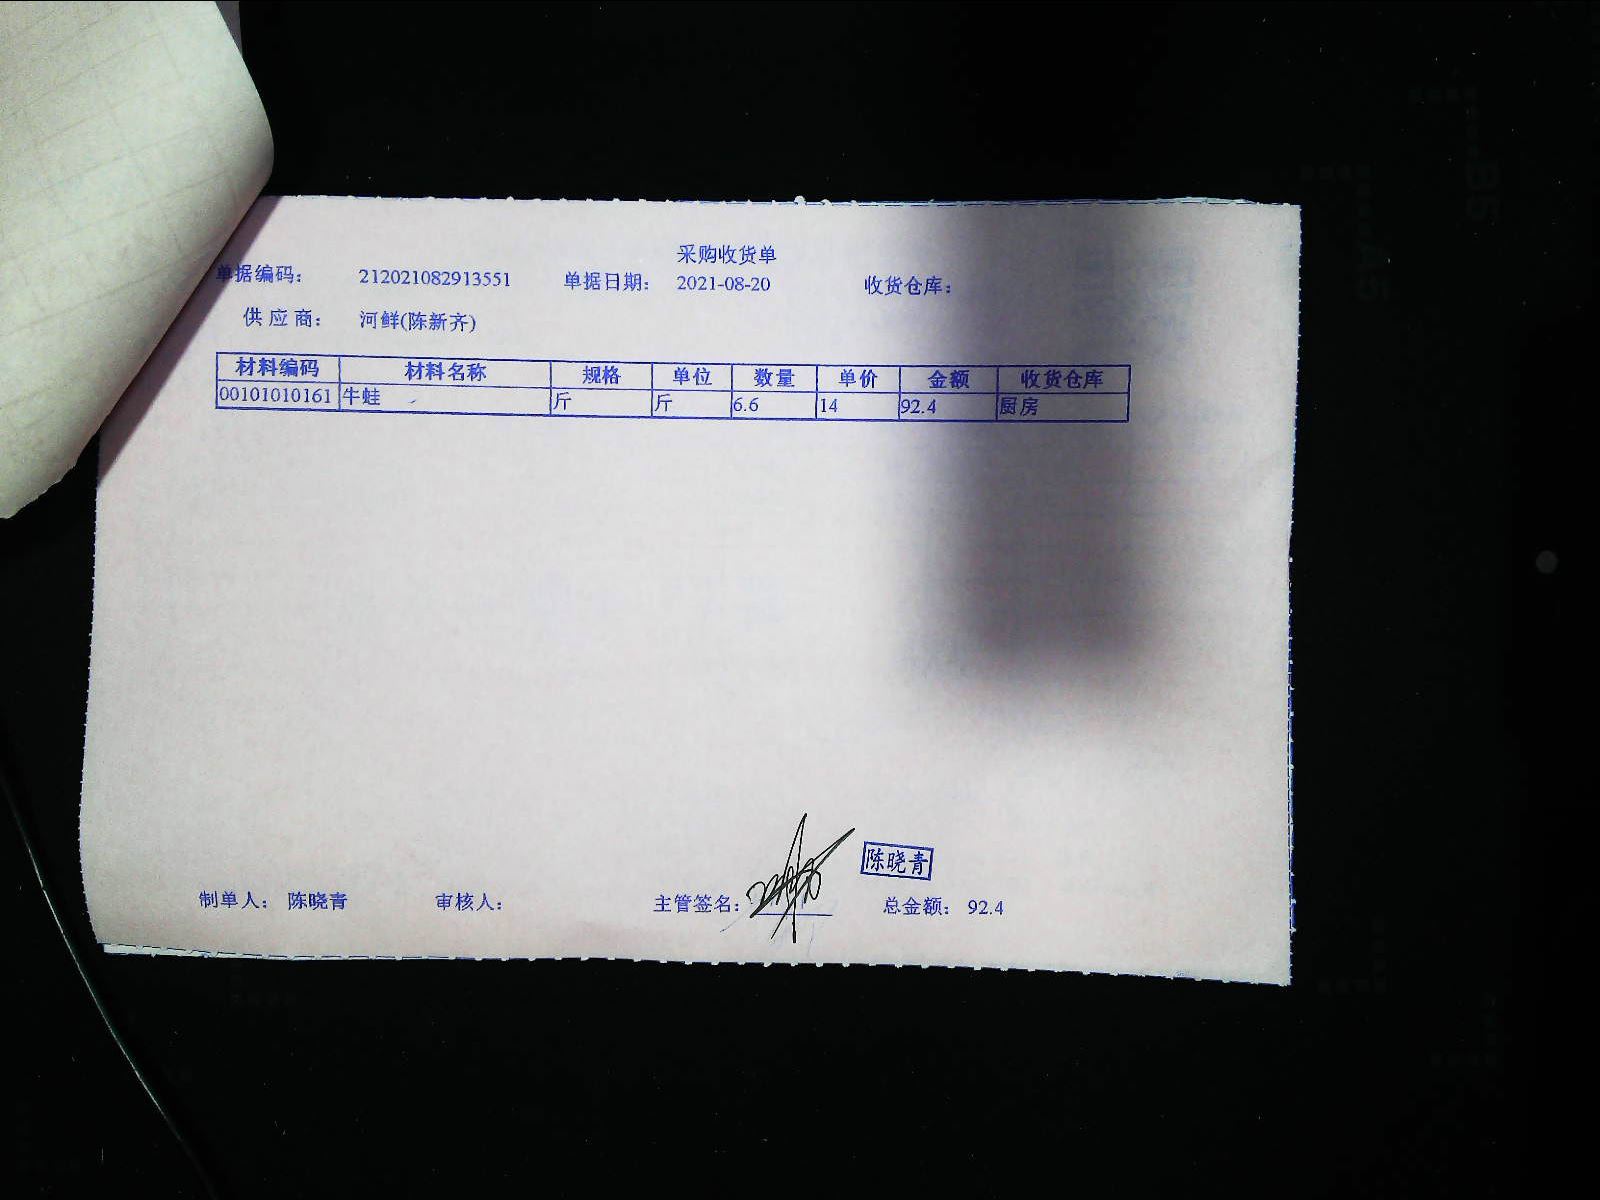 采购收货单
单据编码： 212021082913551 单据日期： 2021-08-20 收货仓库：
供应商： 河鲜(陈新齐)
材料编码 材料名称 规格 单位 数量 单价 金额 收货仓库
00101010161 牛蛙 斤 斤 6.6 14 92.4 厨房
陈晓青
制单人： 陈晓青 审核人： 主管签名： 总金额： 92.4